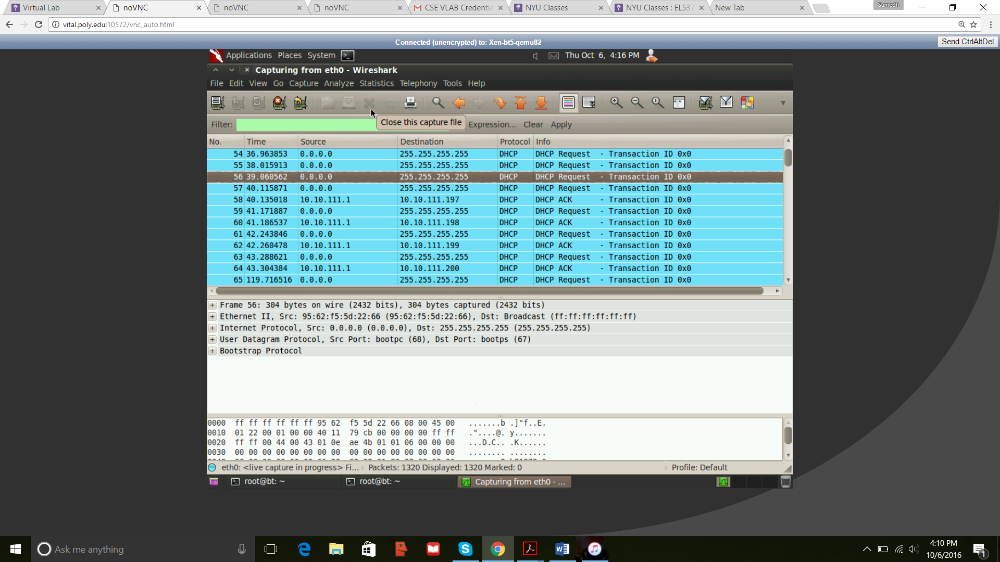 Virtual Lab noVNC noVNC noVNC CSE VLAB Credentia NYU Classes NYU Classes : EL537 New Tab Sumedh
vital.poly.edu:10572/vnc_auto.html
Connected (unencrypted) to: Xen-bt5-qemu82 Send CtrlAltDel
Applications Places System Thu Oct 6, 4:16 PM
Capturing from eth0 - Wireshark
File Edit View Go Capture Analyze Statistics Telephony Tools Help
Filter: Close this capture file Expression... Clear Apply
No. Time Source Destination Protocol Info
54 36.963853 0.0.0.0 255.255.255.255 DHCP DHCP Request - Transaction ID 0x0
55 38.015913 0.0.0.0 255.255.255.255 DHCP DHCP Request - Transaction ID 0x0
56 39.060562 0.0.0.0 255.255.255.255 DHCP DHCP Request - Transaction ID 0x0
57 40.115871 0.0.0.0 255.255.255.255 DHCP DHCP Request - Transaction ID 0x0
58 40.135018 10.10.111.1 10.10.111.197 DHCP DHCP ACK - Transaction ID 0x0
59 41.171887 0.0.0.0 255.255.255.255 DHCP DHCP Request - Transaction ID 0x0
60 41.186537 10.10.111.1 10.10.111.198 DHCP DHCP ACK - Transaction ID 0x0
61 42.243846 0.0.0.0 255.255.255.255 DHCP DHCP Request - Transaction ID 0x0
62 42.260478 10.10.111.1 10.10.111.199 DHCP DHCP ACK - Transaction ID 0x0
63 43.288621 0.0.0.0 255.255.255.255 DHCP DHCP Request - Transaction ID 0x0
64 43.304384 10.10.111.1 10.10.111.200 DHCP DHCP ACK - Transaction ID 0x0
65 119.716516 0.0.0.0 255.255.255.255 DHCP DHCP Request - Transaction ID 0x0
Frame 56: 304 bytes on wire (2432 bits), 304 bytes captured (2432 bits)
Ethernet II, Src: 95:62:f5:5d:22:66 (95:62:f5:5d:22:66), Dst: Broadcast (ff:ff:ff:ff:ff:ff)
Internet Protocol, Src: 0.0.0.0 (0.0.0.0), Dst: 255.255.255.255 (255.255.255.255)
User Datagram Protocol, Src Port: bootpc (68), Dst Port: bootps (67)
Bootstrap Protocol
0000 ff ff ff ff ff ff 95 62 f5 5d 22 66 08 00 45 00 .......b .]"f..E.
0010 01 22 00 01 00 00 40 11 79 cb 00 00 00 00 ff ff ."....@. y.......
0020 ff ff 00 44 00 43 01 0e ae 4b 01 01 06 00 00 00 ...D.C.. .K......
0030 00 00 00 00 00 00 00 00 00 00 00 00 00 00 00 00 ........ ........
eth0: <live capture in progress> Fi... Packets: 1320 Displayed: 1320 Marked: 0 Profile: Default
root@bt: ~ root@bt: ~ Capturing from eth0 - ...
Ask me anything
4:10 PM
10/6/2016
1